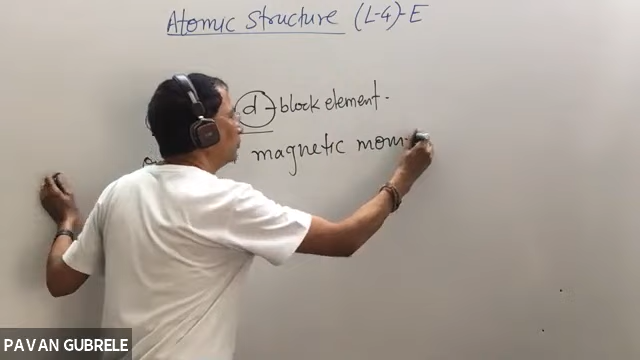 Atomic Structure (L-4)-E
d-block element.
magnetic mom
PAVAN GUBRELE